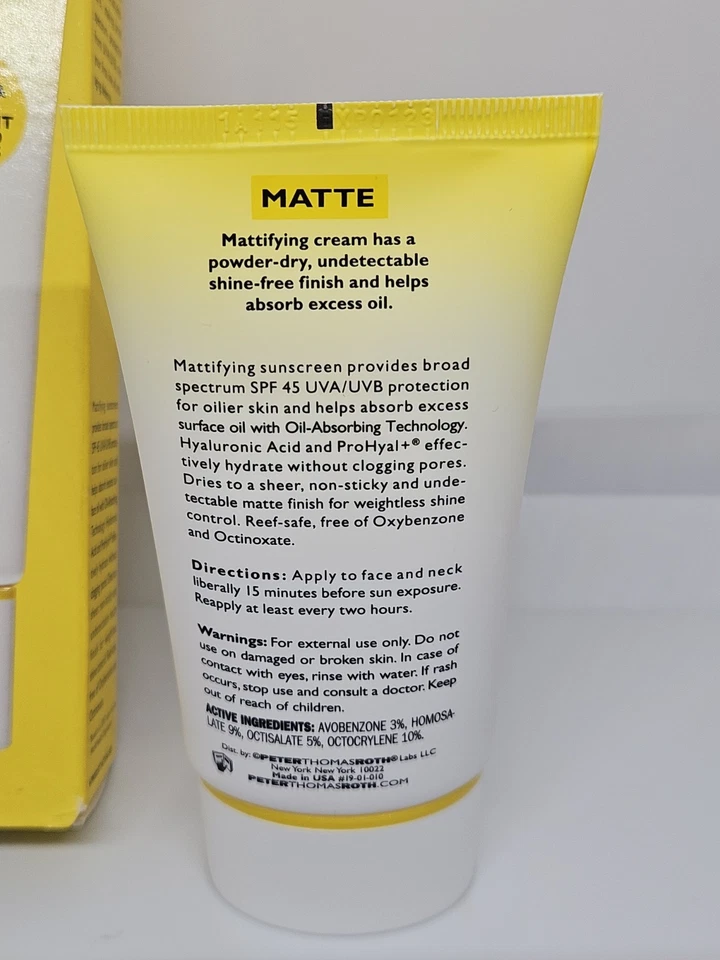 1A115 EXP0123
MATTE
Mattifying cream has a
powder-dry, undetectable
shine-free finish and helps
absorb excess oil.
Mattifying sunscreen provides broad
spectrum SPF 45 UVA/UVB protection
for oilier skin and helps absorb excess
surface oil with Oil-Absorbing Technology.
Hyaluronic Acid and ProHyal+® effec-
tively hydrate without clogging pores.
Dries to a sheer, non-sticky and unde-
tectable matte finish for weightless shine
control. Reef-safe, free of Oxybenzone
and Octinoxate.
Directions: Apply to face and neck
liberally 15 minutes before sun exposure.
Reapply at least every two hours.
Warnings: For external use only. Do not
use on damaged or broken skin. In case of
contact with eyes, rinse with water. If rash
occurs, stop use and consult a doctor. Keep
out of reach of children.
ACTIVE INGREDIENTS: AVOBENZONE 3%, HOMOSA-
LATE 9%, OCTISALATE 5%, OCTOCRYLENE 10%.
Dist. by: ©PETERTHOMASROTH® Labs LLC
New York New York 10022
Made in USA #19-01-010
PETERTHOMASROTH.COM